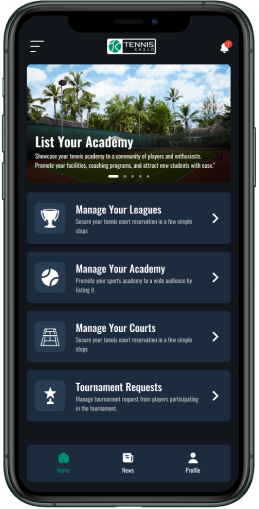 TENNIS
KHELO
List Your Academy
Showcase your tennis academy to a community of players and enthusiasts.
Promote your facilities, coaching programs, and attract new students with ease."
Manage Your Leagues
Secure your tennis court reservation in a few simple
steps
Manage Your Academy
Promote your sports academy to a wide audience by
listing it
Manage Your Courts
Secure your tennis court reservation in a few simple
steps
Tournament Requests
Manage tournament request from players participating
in the tournament.
Home
News
Profile